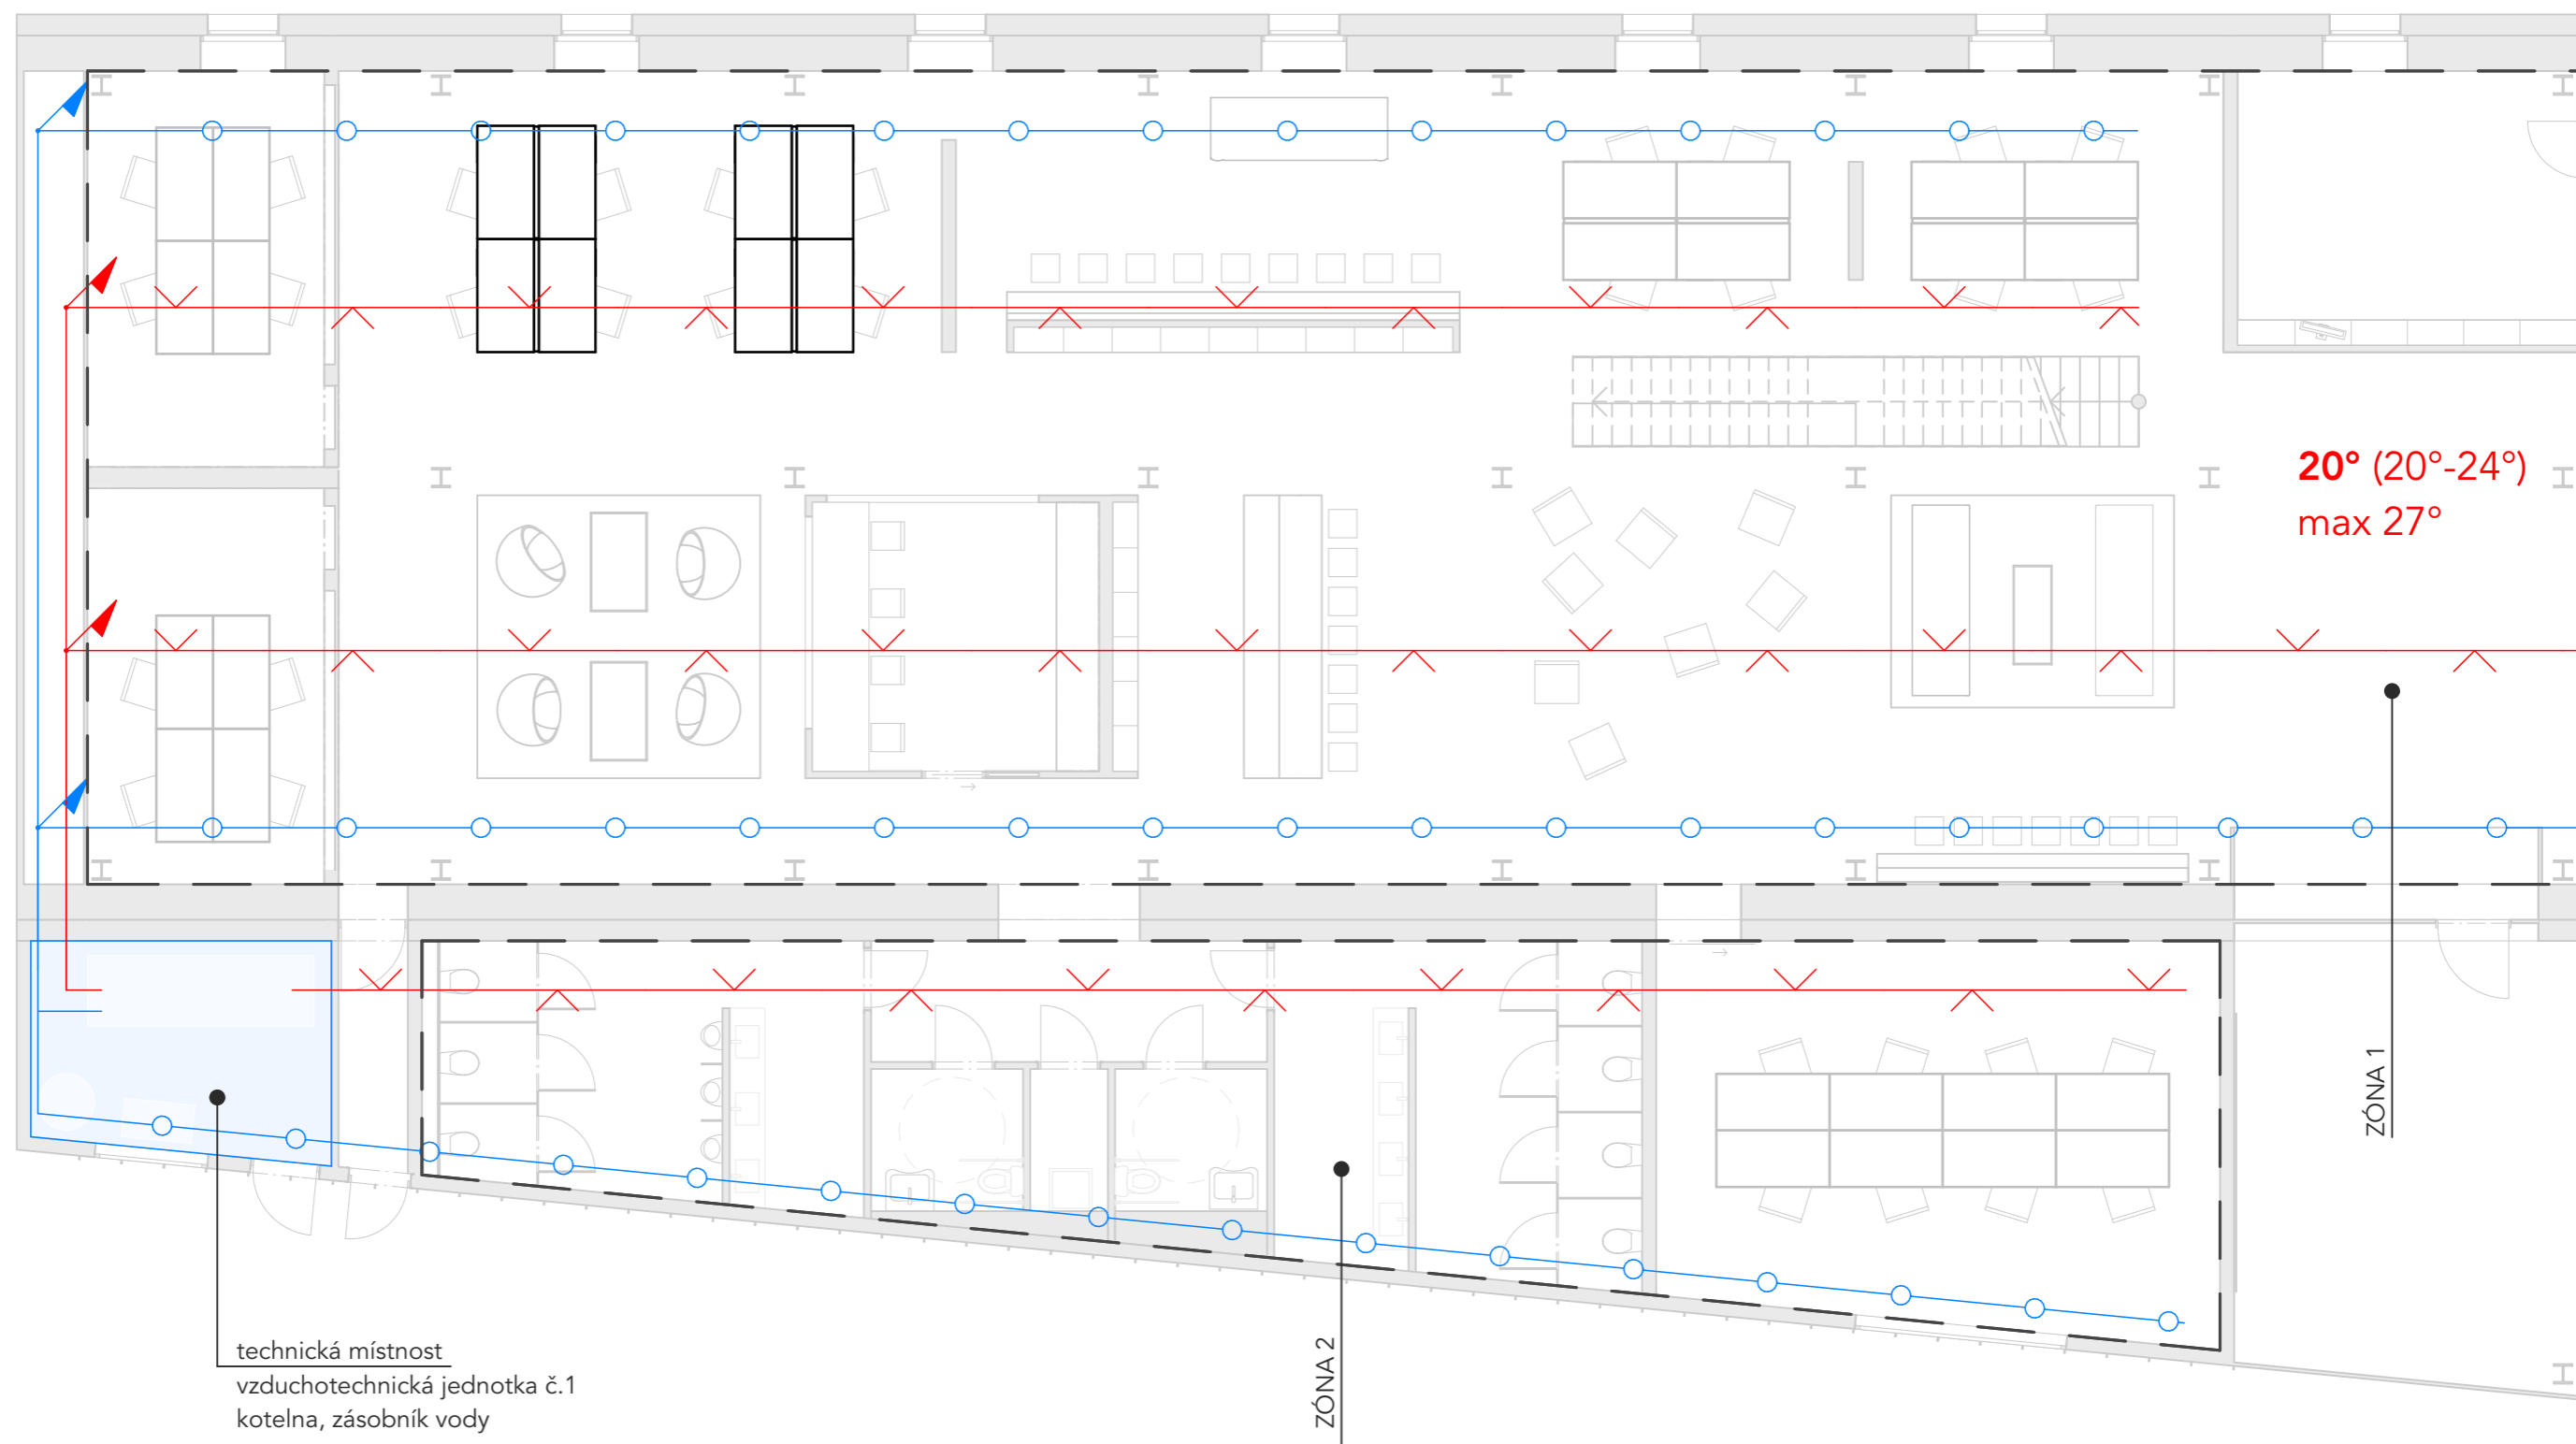 20° (20°-24°)
max 27°
ZÓNA 1
ZÓNA 2
technická místnost
vzduchotechnická jednotka č.1
kotelna, zásobník vody